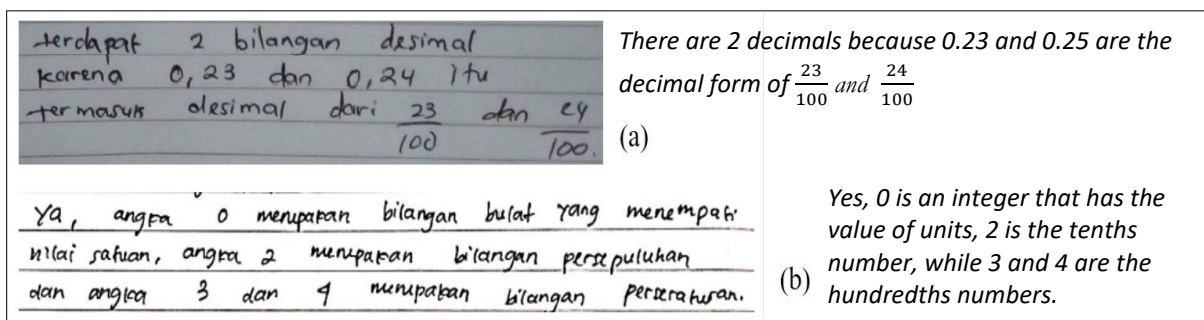 terdapat 2 bilangan desimal
karena 0,23 dan 0,24 itu
termasuk desimal dari 23/100 dan 24/100.
There are 2 decimals because 0.23 and 0.25 are the
decimal form of 23/100 and 24/100
(a)
Ya, angka 0 merupakan bilangan bulat yang menempati
nilai satuan, angka 2 merupakan bilangan persepuluhan
dan angka 3 dan 4 merupakan bilangan perseratusan.
Yes, 0 is an integer that has the
value of units, 2 is the tenths
number, while 3 and 4 are the
(b) hundredths numbers.